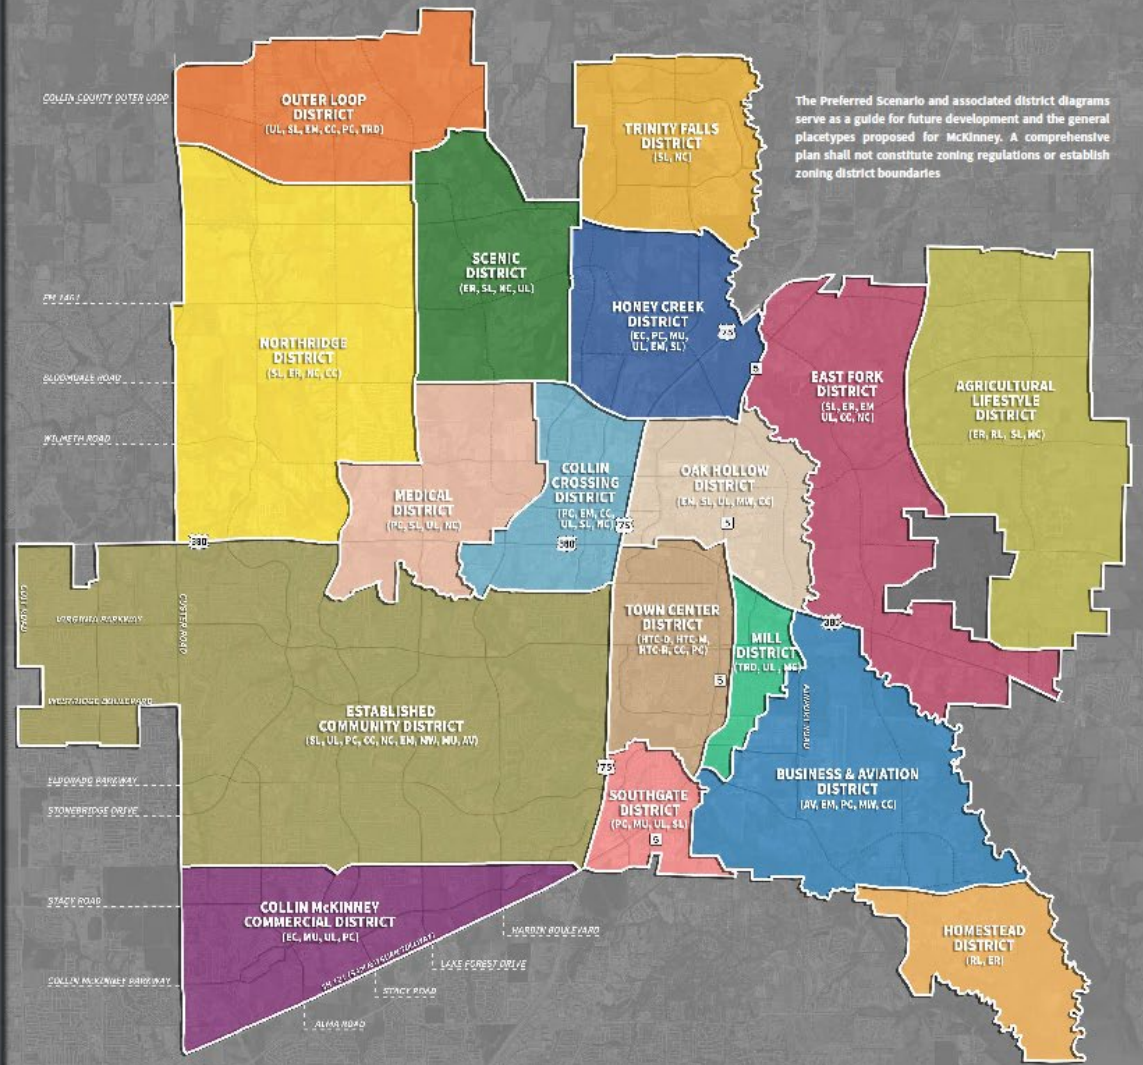 COLLIN COUNTY OUTER LOOP
OUTER LOOP
DISTRICT
(UL, SL, EM, CC, PC, TRD)
TRINITY FALLS
DISTRICT
(SL, NC)
The Preferred Scenario and associated district diagrams
serve as a guide for future development and the general
placetypes proposed for McKinney. A comprehensive
plan shall not constitute zoning regulations or establish
zoning district boundaries
SCENIC
DISTRICT
(ER, SL, NC, UL)
FM 1461
HONEY CREEK
DISTRICT
(EC, PC, MU,
UL, EM, SL)
75
5
NORTHRIDGE
DISTRICT
(SL, ER, NC, CC)
BLOOMDALE ROAD
EAST FORK
DISTRICT
(SL, ER, EM
UL, CC, NC)
AGRICULTURAL
LIFESTYLE
DISTRICT
(ER, RL, SL, NC)
WILMETH ROAD
MEDICAL
DISTRICT
(PC, SL, UL, NC)
COLLIN
CROSSING
DISTRICT
(PC, EM, CC,
UL, SL, NC)
75
380
OAK HOLLOW
DISTRICT
(EM, SL, UL, MW, CC)
5
380
COIT ROAD
VIRGINIA PARKWAY
CUSTER ROAD
TOWN CENTER
DISTRICT
(HTC-D, HTC-M,
HTC-R, CC, PC)
5
MILL
DISTRICT
(TRD, UL,
380
AIRPORT ROAD
WESTRIDGE BOULEVARD
ESTABLISHED
COMMUNITY DISTRICT
(SL, UL, PC, CC, NC, EM, MW, MU, AV)
75
ELDORADO PARKWAY
STONEBRIDGE DRIVE
SOUTHGATE
DISTRICT
(PC, MU, UL, SL)
5
BUSINESS & AVIATION
DISTRICT
(AV, EM, PC, MW, CC)
STACY ROAD
COLLIN McKINNEY
COMMERCIAL DISTRICT
(EC, MU, UL, PC)
HARDIN BOULEVARD
HOMESTEAD
DISTRICT
(RL, ER)
LAKE FOREST DRIVE
COLLIN MCKINNEY PARKWAY
STACY ROAD
ALMA ROAD